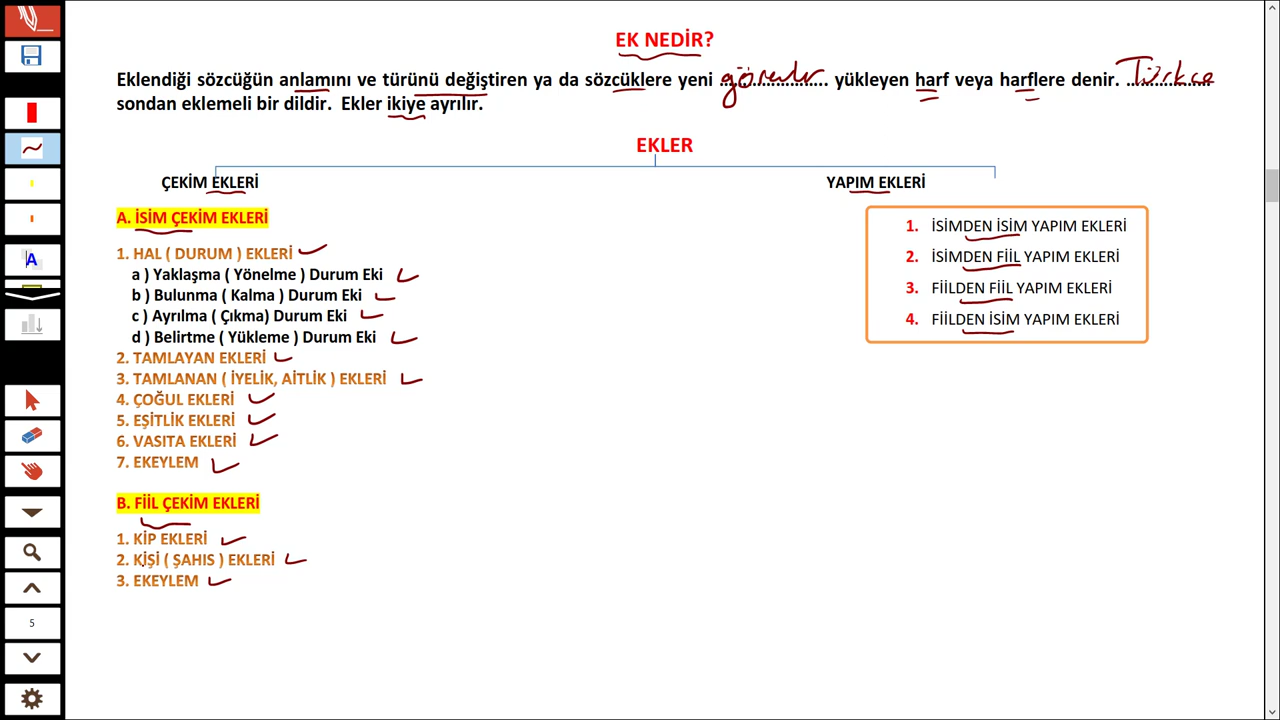 EK NEDİR?
Eklendiği sözcüğün anlamını ve türünü değiştiren ya da sözcüklere yeni görevler yükleyen harf veya harflere denir. Türkçe
sondan eklemeli bir dildir. Ekler ikiye ayrılır.
EKLER
ÇEKİM EKLERİ
YAPIM EKLERİ
A. İSİM ÇEKİM EKLERİ
1. HAL ( DURUM ) EKLERİ
a ) Yaklaşma ( Yönelme ) Durum Eki
b ) Bulunma ( Kalma ) Durum Eki
c ) Ayrılma ( Çıkma) Durum Eki
d ) Belirtme ( Yükleme ) Durum Eki
2. TAMLAYAN EKLERİ
3. TAMLANAN ( İYELİK, AİTLİK ) EKLERİ
4. ÇOĞUL EKLERİ
5. EŞİTLİK EKLERİ
6. VASITA EKLERİ
7. EKEYLEM
B. FİİL ÇEKİM EKLERİ
1. KİP EKLERİ
2. KİŞİ ( ŞAHIS ) EKLERİ
3. EKEYLEM
1. İSİMDEN İSİM YAPIM EKLERİ
2. İSİMDEN FİİL YAPIM EKLERİ
3. FİİLDEN FİİL YAPIM EKLERİ
4. FİİLDEN İSİM YAPIM EKLERİ
A
5